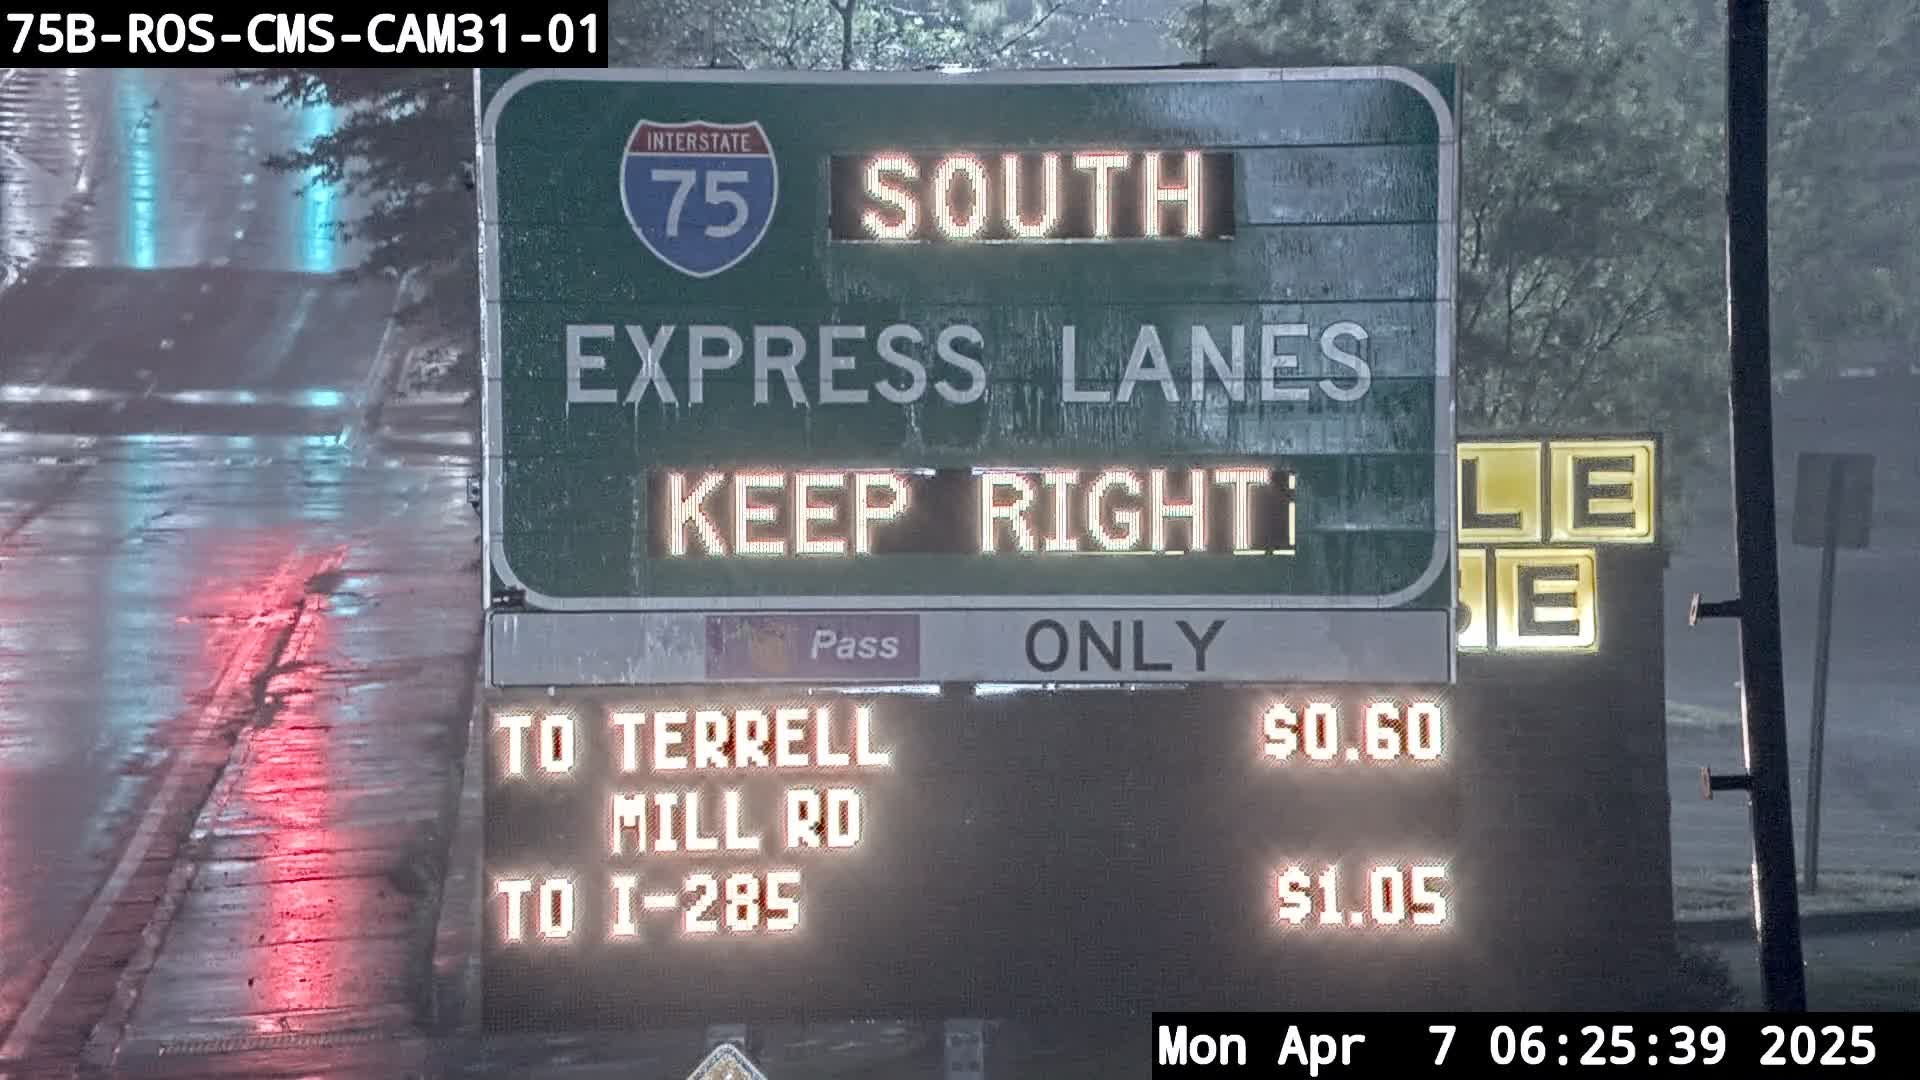 75B-ROS-CMS-CAM31-01
INTERSTATE
75
SOUTH
EXPRESS LANES
KEEP RIGHT
Pass ONLY
TO TERRELL $0.60
MILL RD
TO I-285 $1.05
LE
E
Mon Apr 7 06:25:39 2025